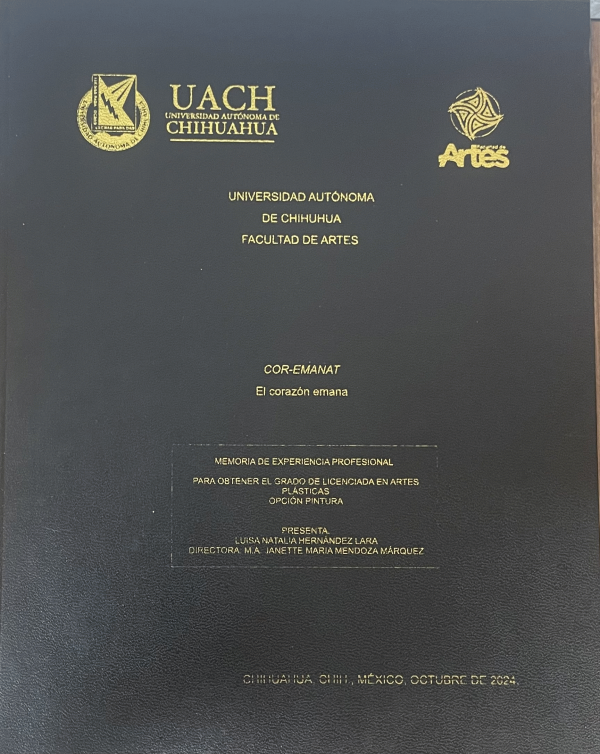 UACH
UNIVERSIDAD AUTÓNOMA DE
CHIHUAHUA
Facultad de
Artes
UNIVERSIDAD AUTÓNOMA
DE CHIHUHUA
FACULTAD DE ARTES
COR-EMANAT
El corazón emana
MEMORIA DE EXPERIENCIA PROFESIONAL
PARA OBTENER EL GRADO DE LICENCIADA EN ARTES
PLÁSTICAS
OPCIÓN PINTURA
PRESENTA.
LUISA NATALIA HERNÁNDEZ LARA
DIRECTORA. M.A. JANETTE MARIA MENDOZA MÁRQUEZ
CHIHUAHUA, CHIH., MÉXICO, OCTUBRE DE 2024.